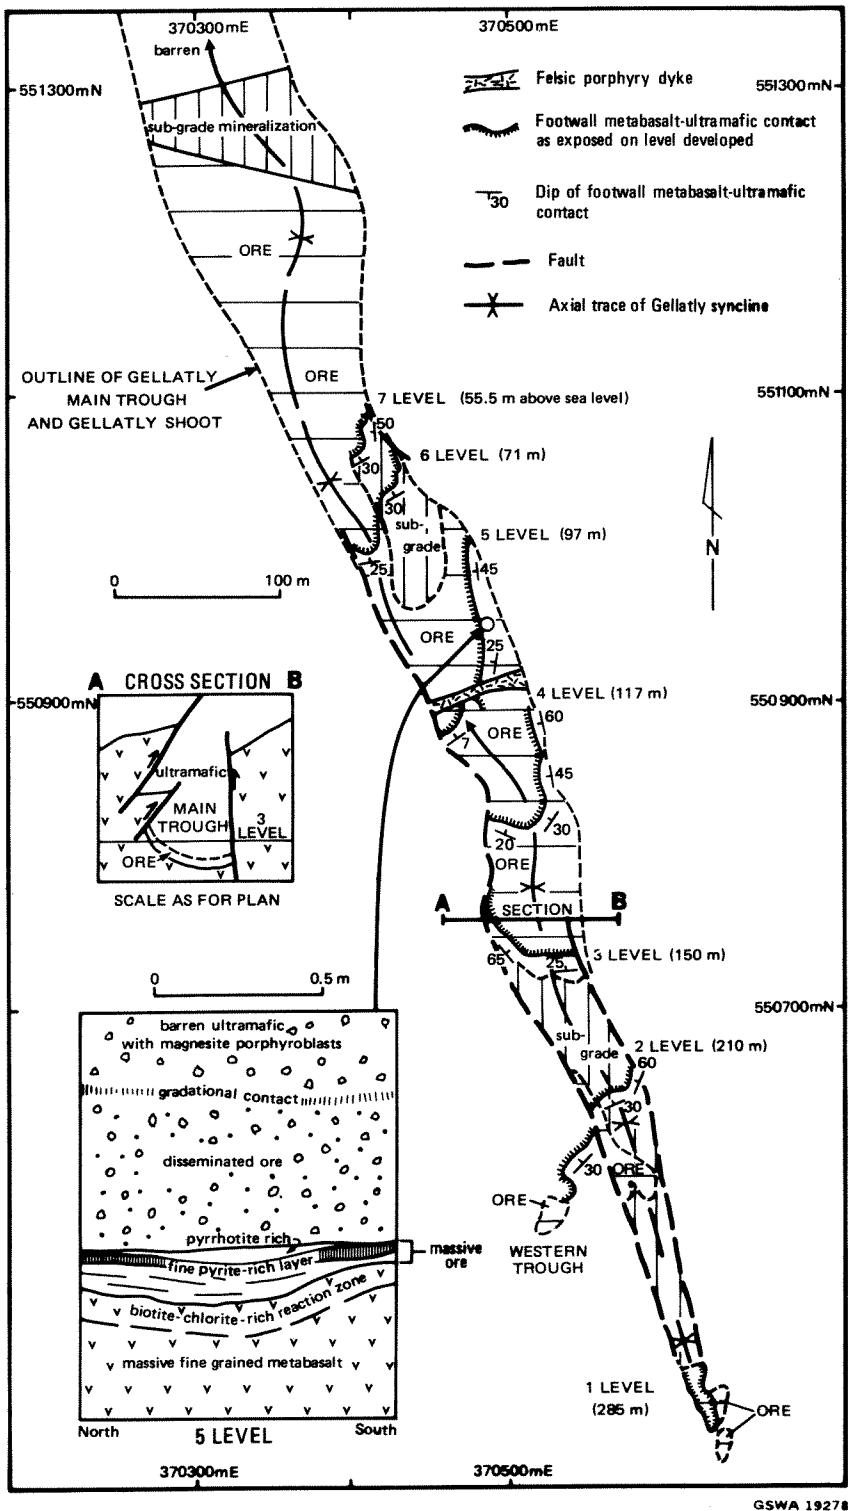 370300mE
370500mE
barren
551300mN
551300mN
sub-grade mineralization
Felsic porphyry dyke
Footwall metabasalt-ultramafic contact
as exposed on level developed
30
Dip of footwall metabasalt-ultramafic
contact
Fault
Axial trace of Gellatly syncline
ORE
ORE
OUTLINE OF GELLATLY
MAIN TROUGH
AND GELLATLY SHOOT
551100mN
7 LEVEL (55.5 m above sea level)
50
30
6 LEVEL (71 m)
30
sub-
grade
5 LEVEL (97 m)
45
25
N
0
100 m
ORE
25
A CROSS SECTION B
550900mN
550900mN
4 LEVEL (117 m)
60
ORE
7
45
ultramafic
MAIN
TROUGH
3
LEVEL
ORE
SCALE AS FOR PLAN
30
20
ORE
A
SECTION
B
65
25
3 LEVEL (150 m)
550700mN
0
0.5 m
sub-
grade
2 LEVEL (210 m)
60
30
30
ORE
ORE
WESTERN
TROUGH
barren ultramafic
with magnesite porphyroblasts
gradational contact
disseminated ore
pyrrhotite rich
fine pyrite-rich layer
massive
ore
biotite-chlorite-rich reaction zone
massive fine grained metabasalt
North
South
5 LEVEL
1 LEVEL
(285 m)
ORE
370300mE
370500mE
GSWA 19278